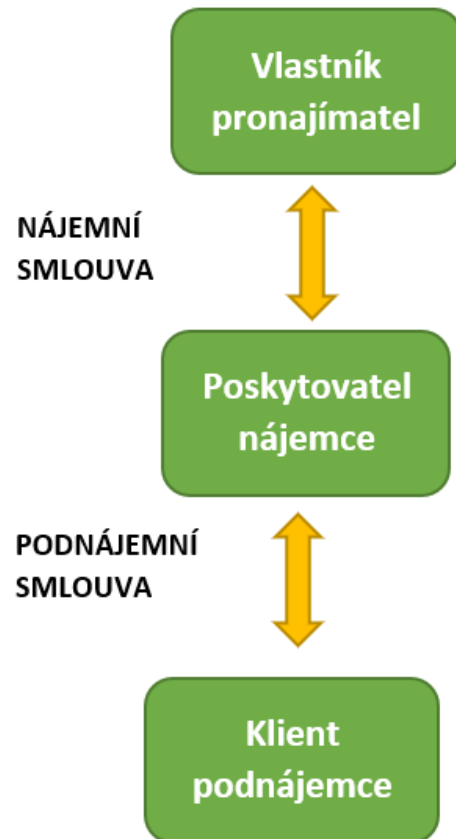 Vlastník
pronajímatel
NÁJEMNÍ
SMLOUVA
Poskytovatel
nájemce
PODNÁJEMNÍ
SMLOUVA
Klient
podnájemce